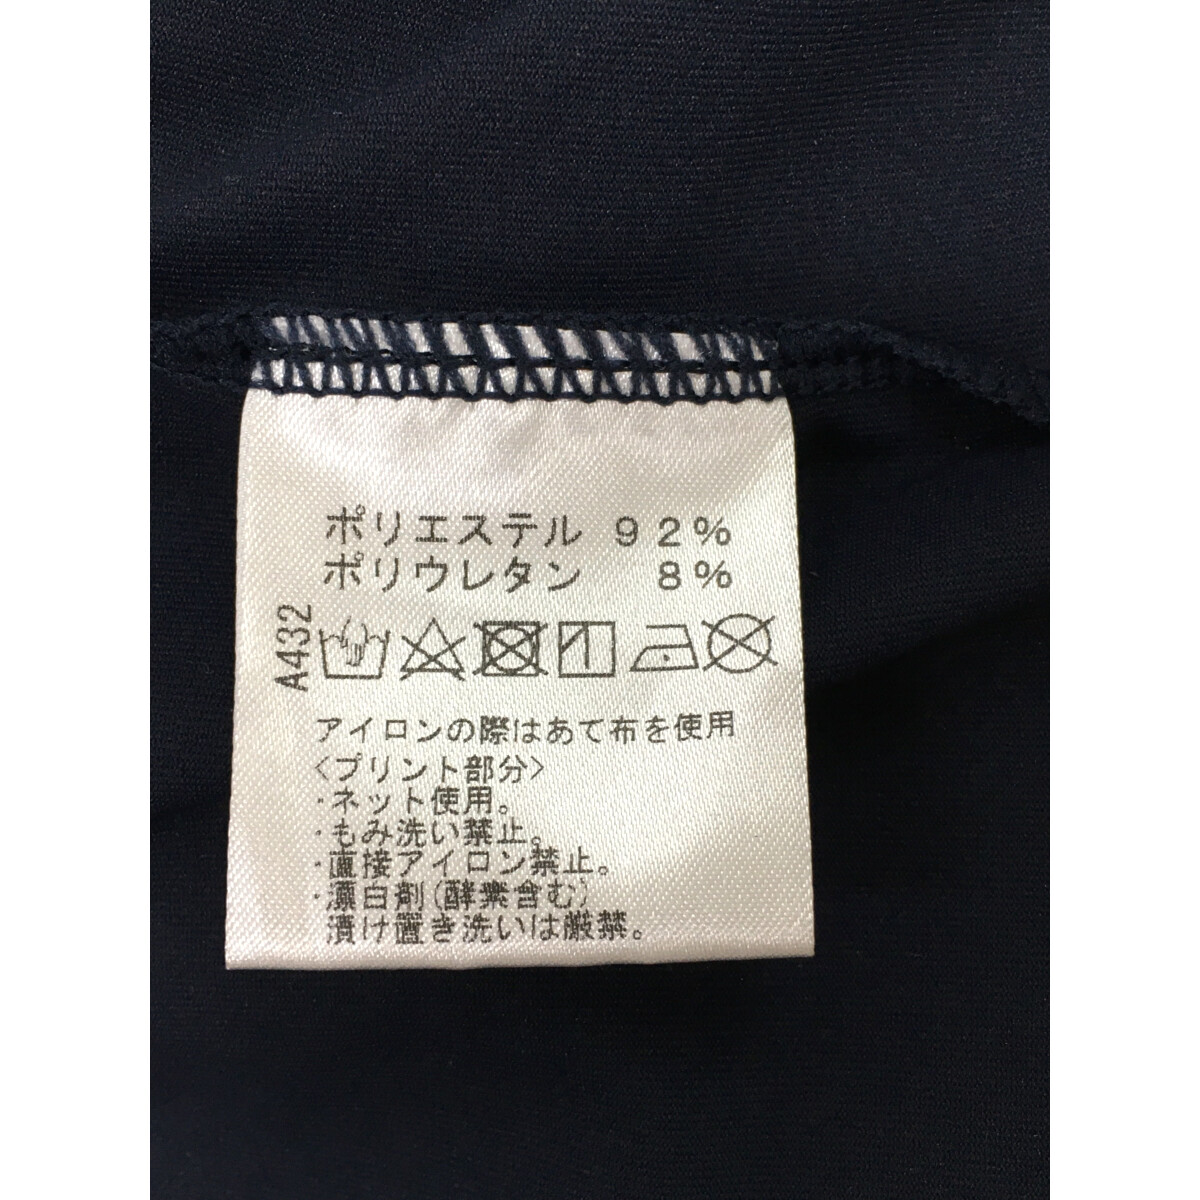 ポリエステル 92%
ポリウレタン 8%
A432
アイロンの際はあて布を使用
<プリント部分>
・ネット使用。
・もみ洗い禁止。
・直接アイロン禁止。
・漂白剤(酵素含む)
漬け置き洗いは厳禁。